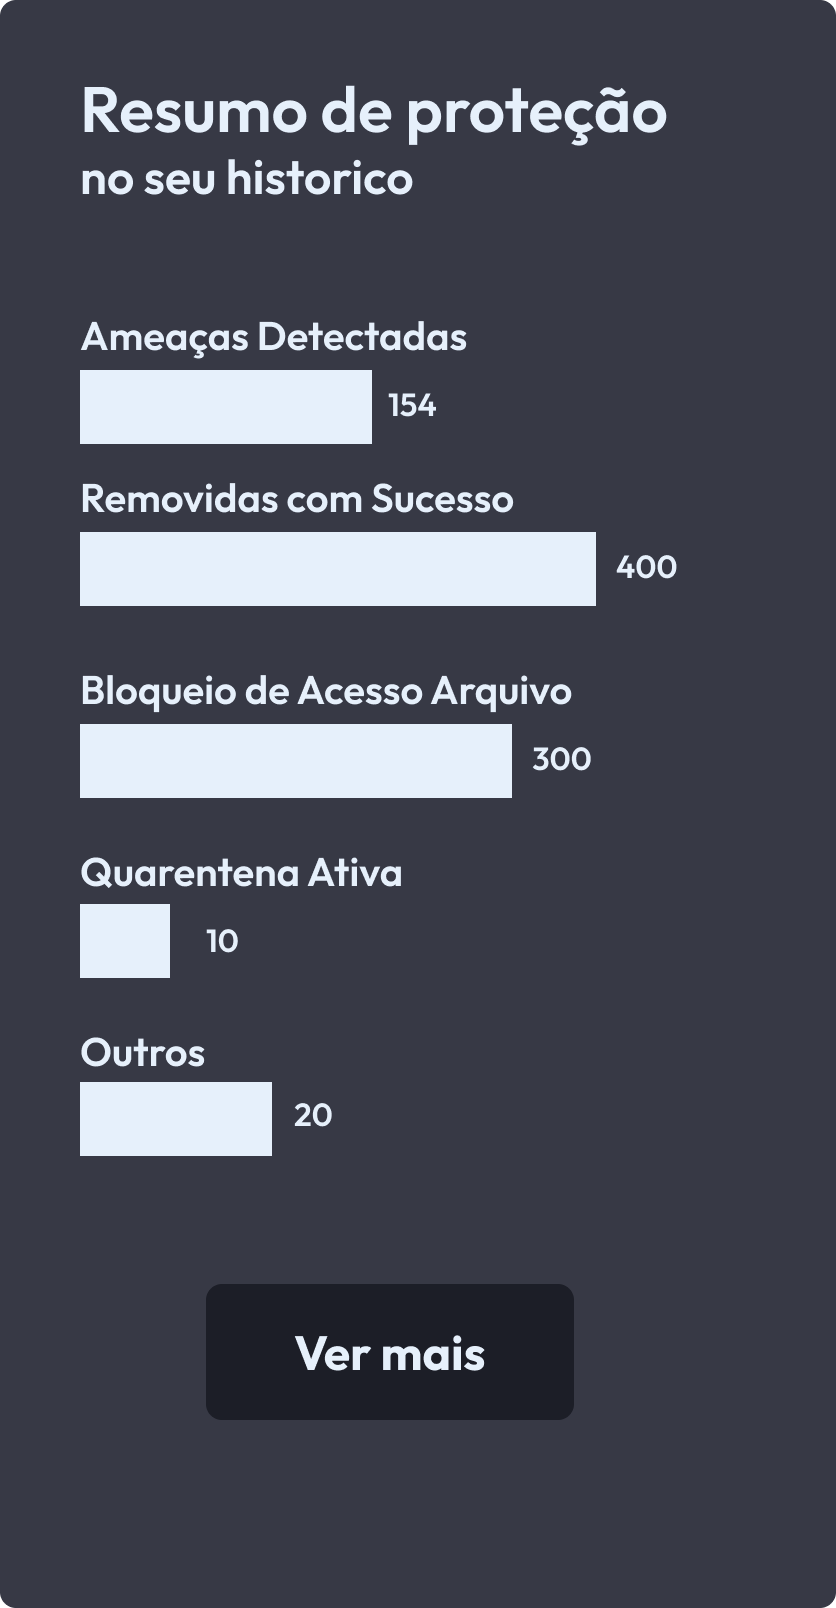 Resumo de proteção
no seu historico
Ameaças Detectadas
154
Removidas com Sucesso
400
Bloqueio de Acesso Arquivo
300
Quarentena Ativa
10
Outros
20
Ver mais